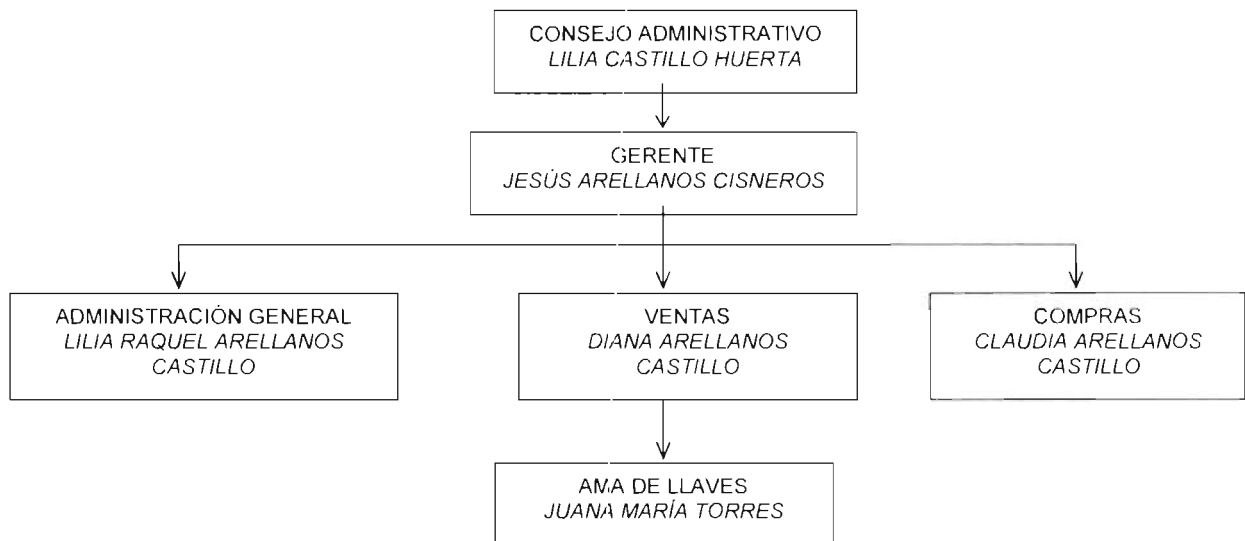 CONSEJO ADMINISTRATIVO
LILIA CASTILLO HUERTA
GERENTE
JESÚS ARELLANOS CISNEROS
ADMINISTRACIÓN GENERAL
LILIA RAQUEL ARELLANOS
CASTILLO
VENTAS
DIANA ARELLANOS
CASTILLO
COMPRAS
CLAUDIA ARELLANOS
CASTILLO
AMA DE LLAVES
JUANA MARÍA TORRES